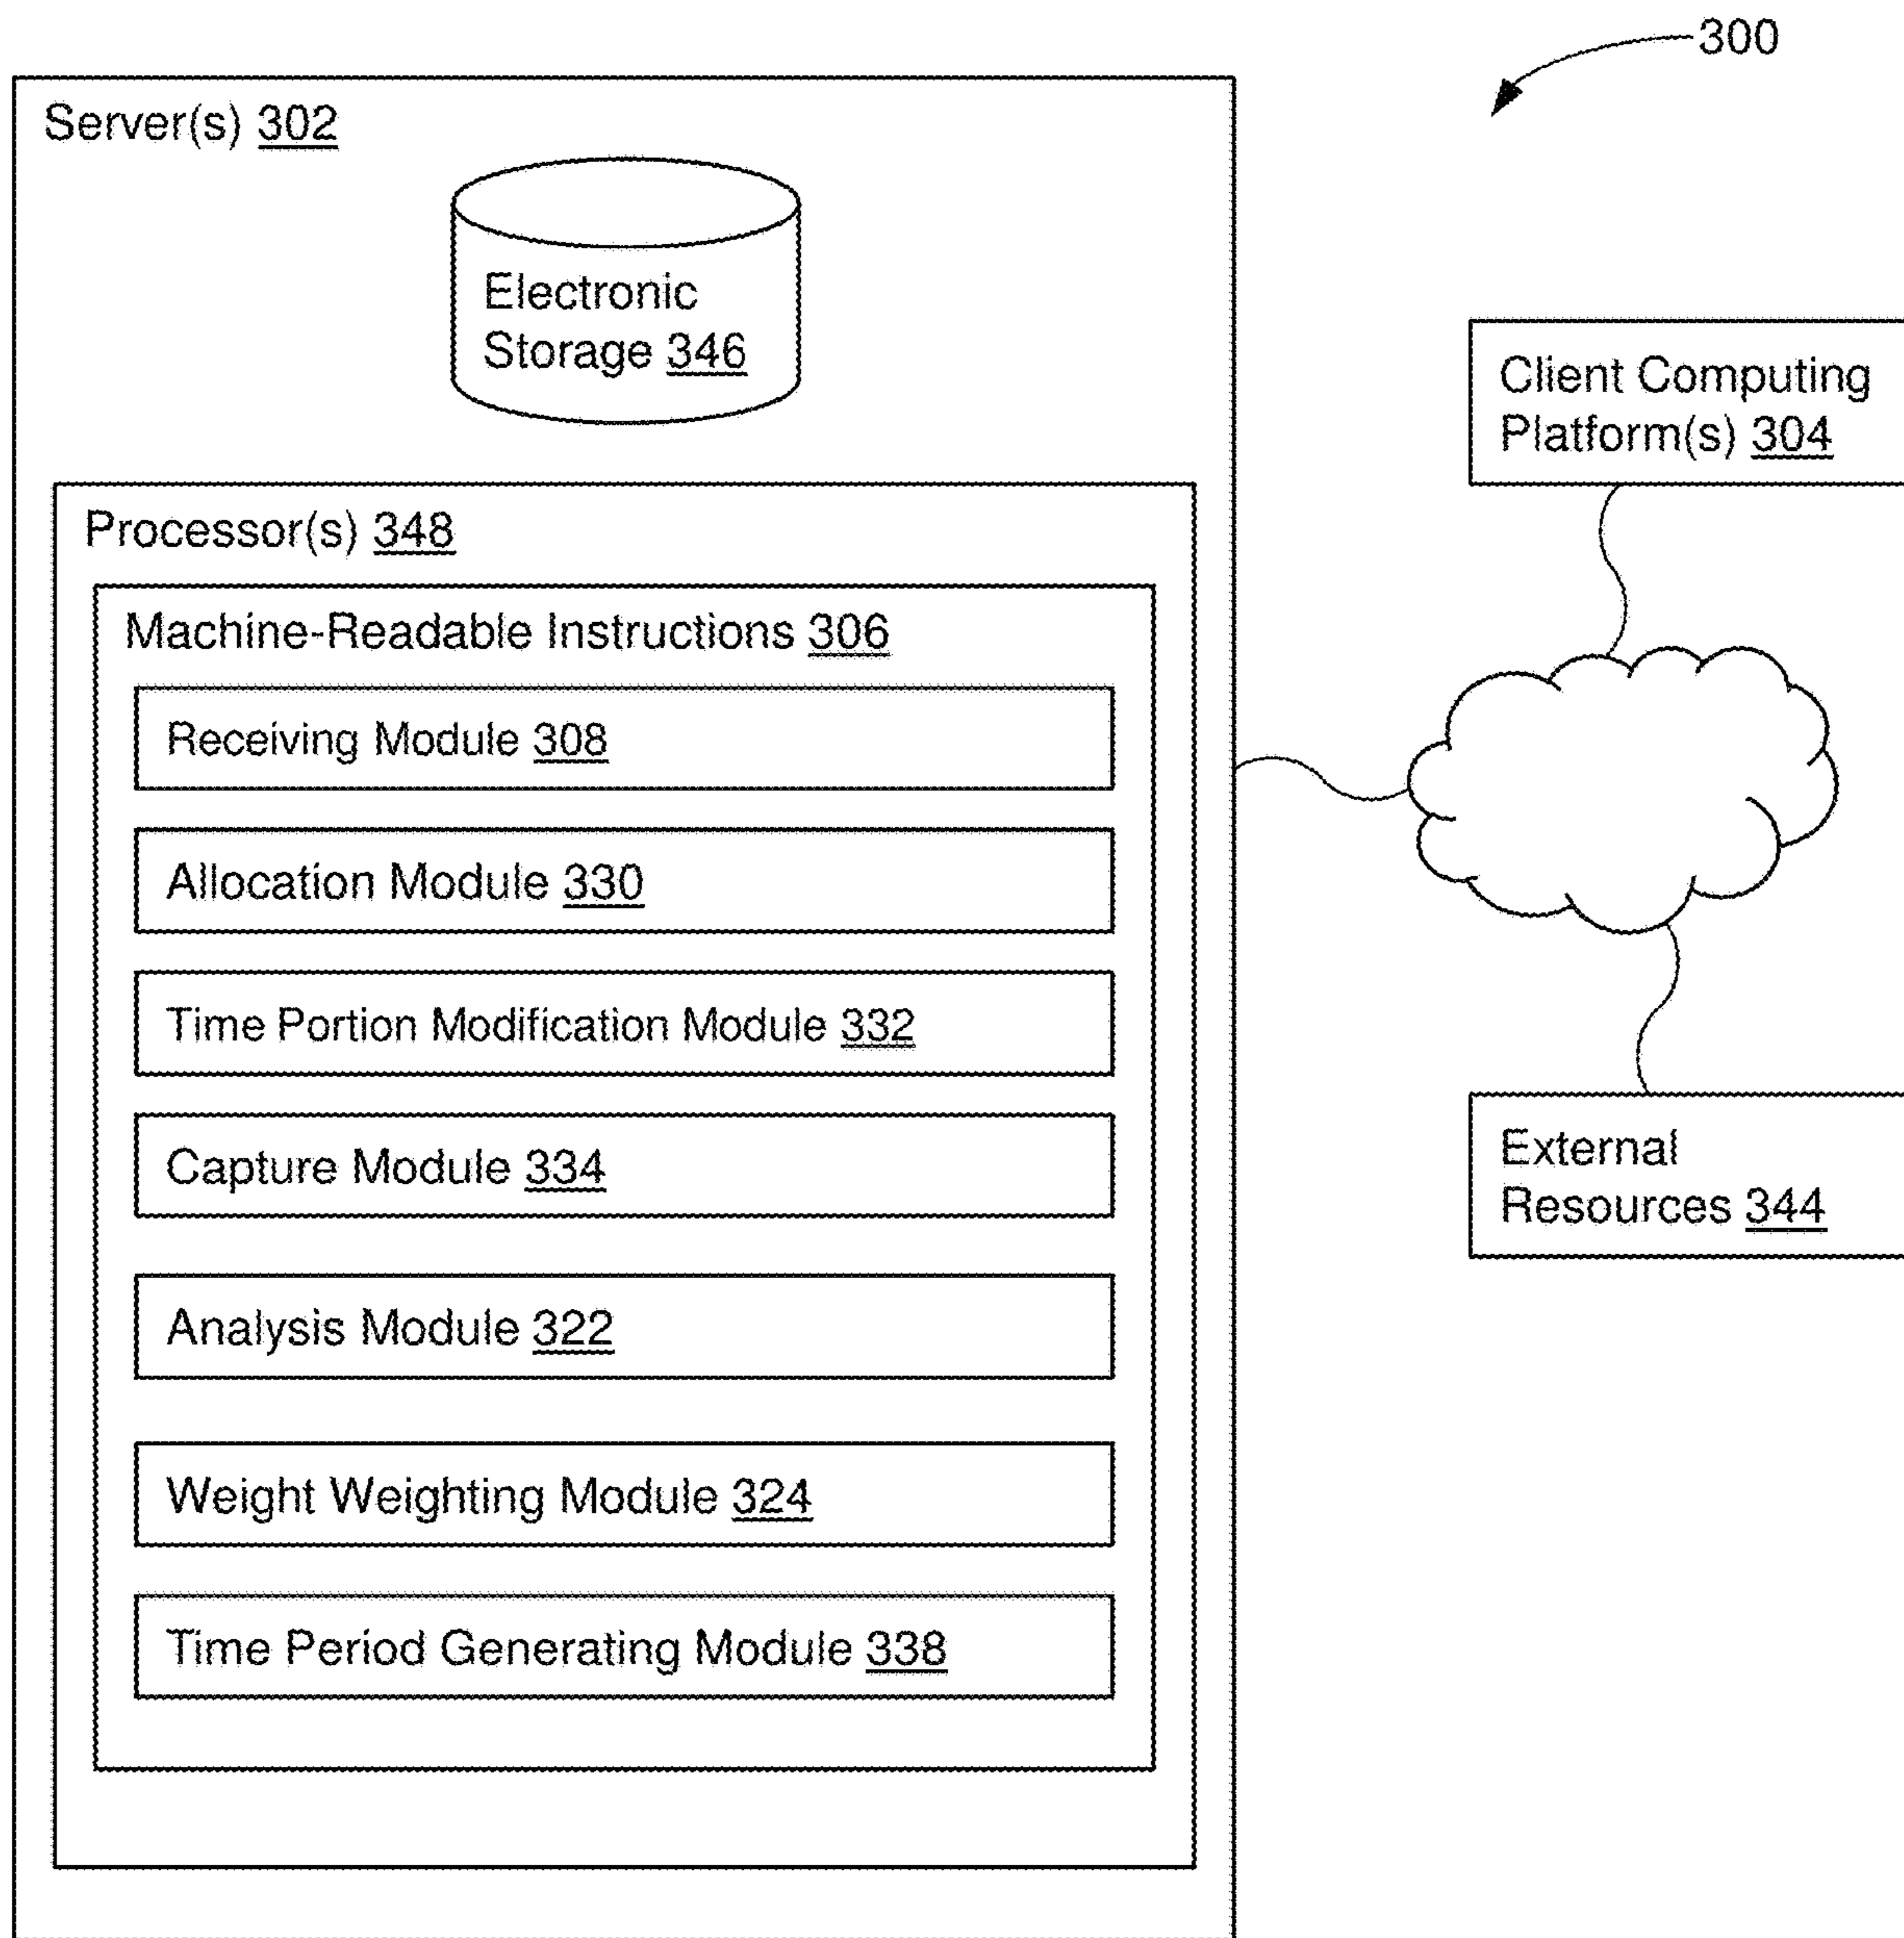 300
Server(s) 302
Electronic
Storage 346
Client Computing
Platform(s) 304
Processor(s) 348
Machine-Readable Instructions 306
Receiving Module 308
Allocation Module 330
Time Portion Modification Module 332
Capture Module 334
External
Resources 344
Analysis Module 322
Weight Weighting Module 324
Time Period Generating Module 338